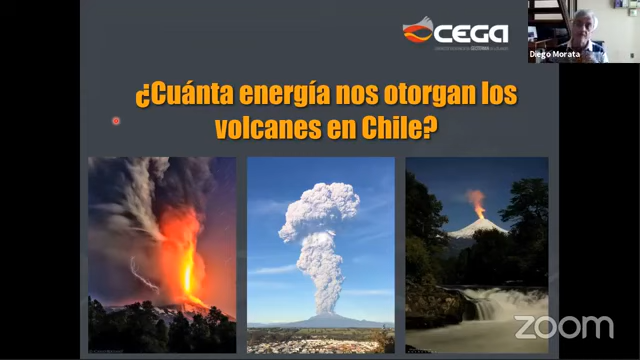 CEGA
Diego Morata
¿Cuánta energía nos otorgan los
volcanes en Chile?
zoom